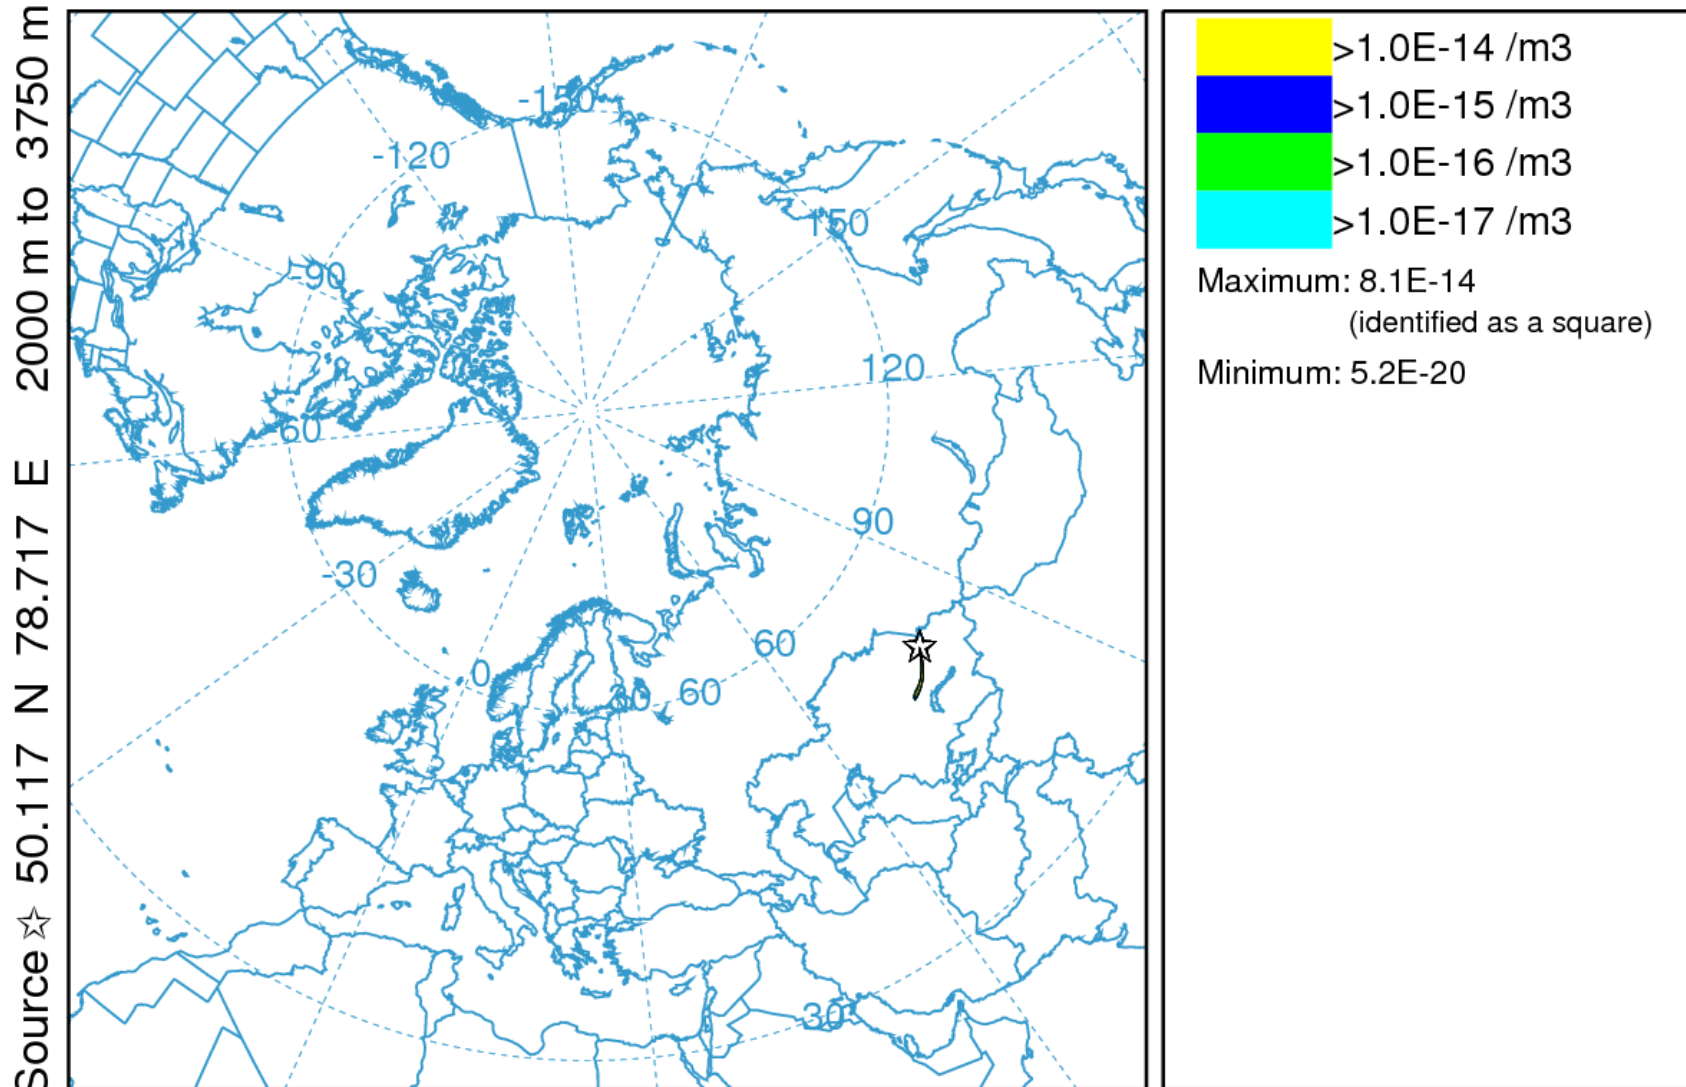 Source ☆ 50.117 N 78.717 E 2000 m to 3750 m
-150
-120
150
-90
120
-60
90
-30
60
0
30
60
30
>1.0E-14 /m3
>1.0E-15 /m3
>1.0E-16 /m3
>1.0E-17 /m3
Maximum: 8.1E-14
(identified as a square)
Minimum: 5.2E-20